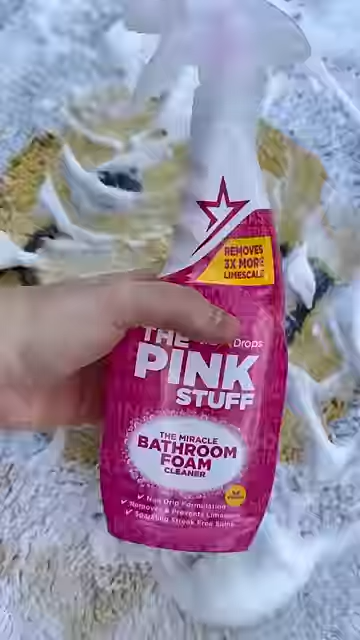 REMOVES
3X MORE
LIMESCALE
Drops
THE
PINK
STUFF
THE MIRACLE
BATHROOM
FOAM
CLEANER
✓ Non Drip Formulation
✓ Removes & Prevents
✓ Sparkling Streak Free Shine